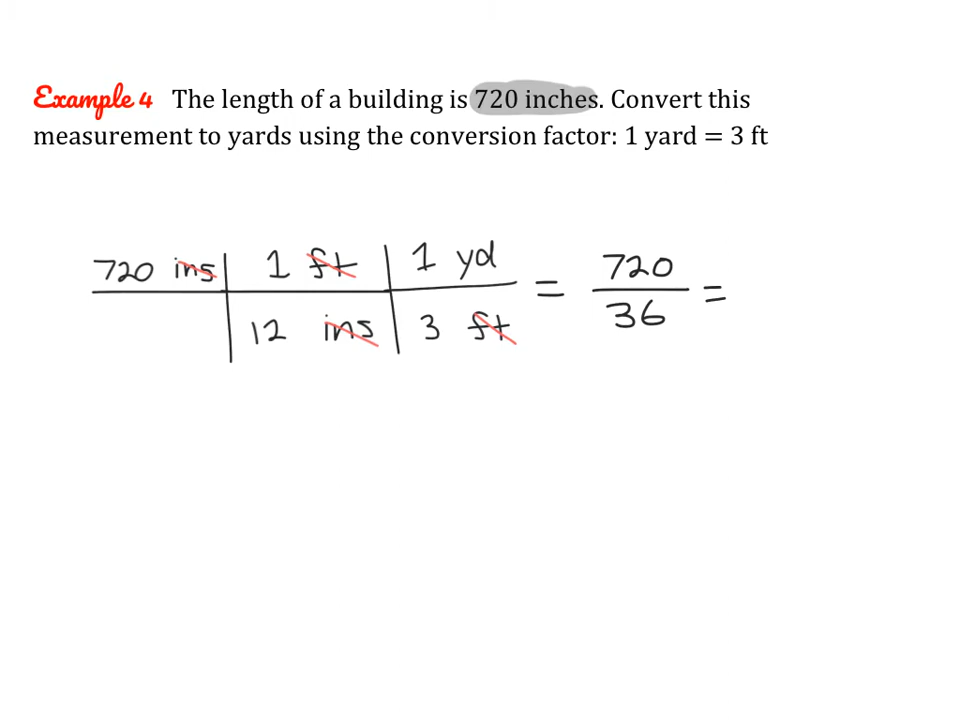 Example 4 The length of a building is 720 inches. Convert this
measurement to yards using the conversion factor: 1 yard = 3 ft
720 ins | 1 ft | 1 yd = 720 =
12 ins | 3 ft 36